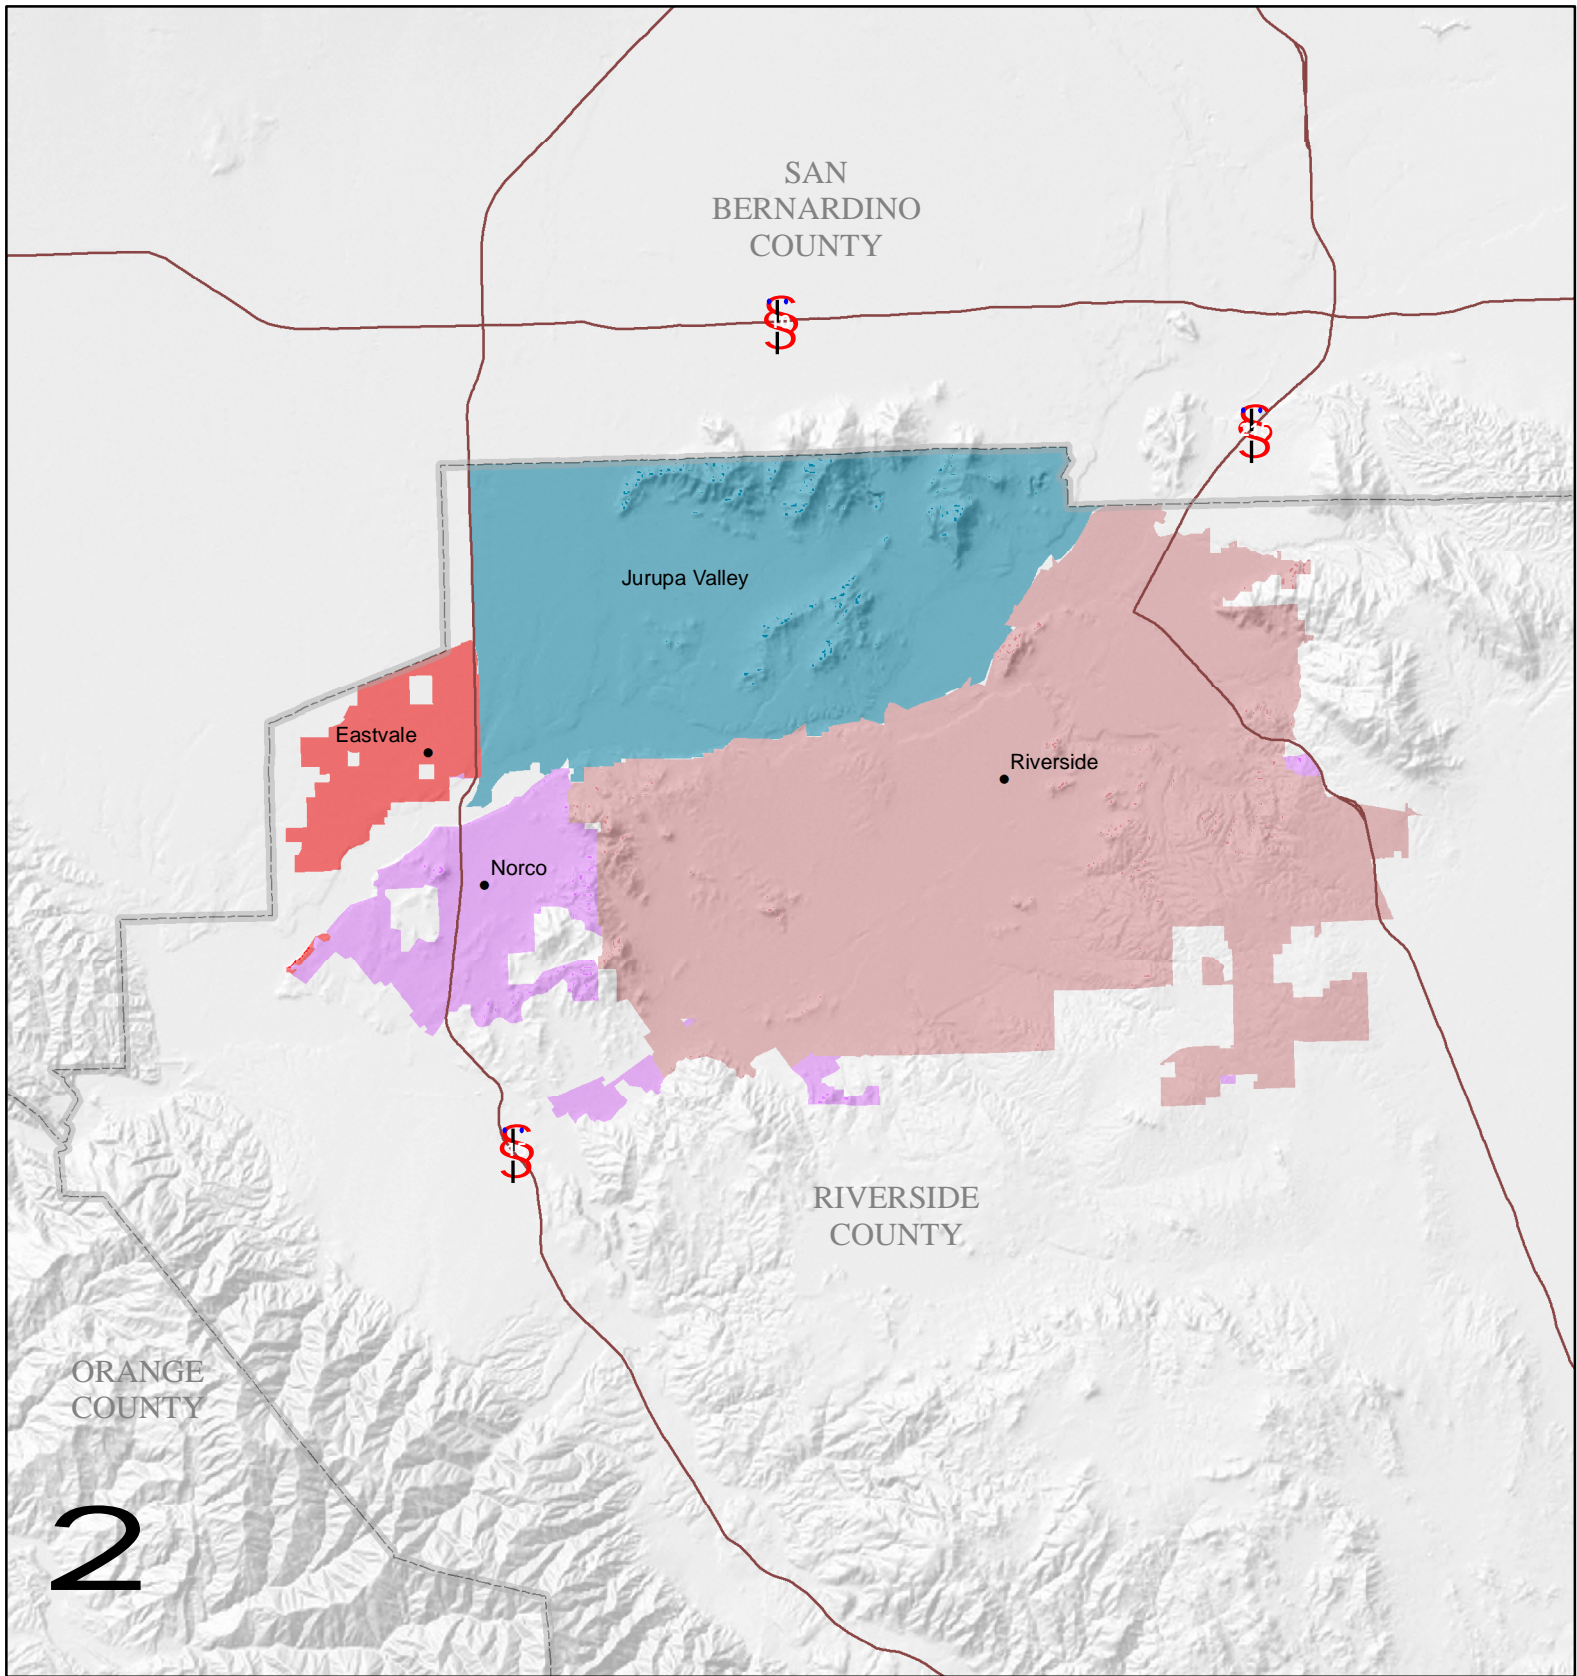 SAN
BERNARDINO
COUNTY
Jurupa Valley
Eastvale
Riverside
Norco
RIVERSIDE
COUNTY
ORANGE
COUNTY
2